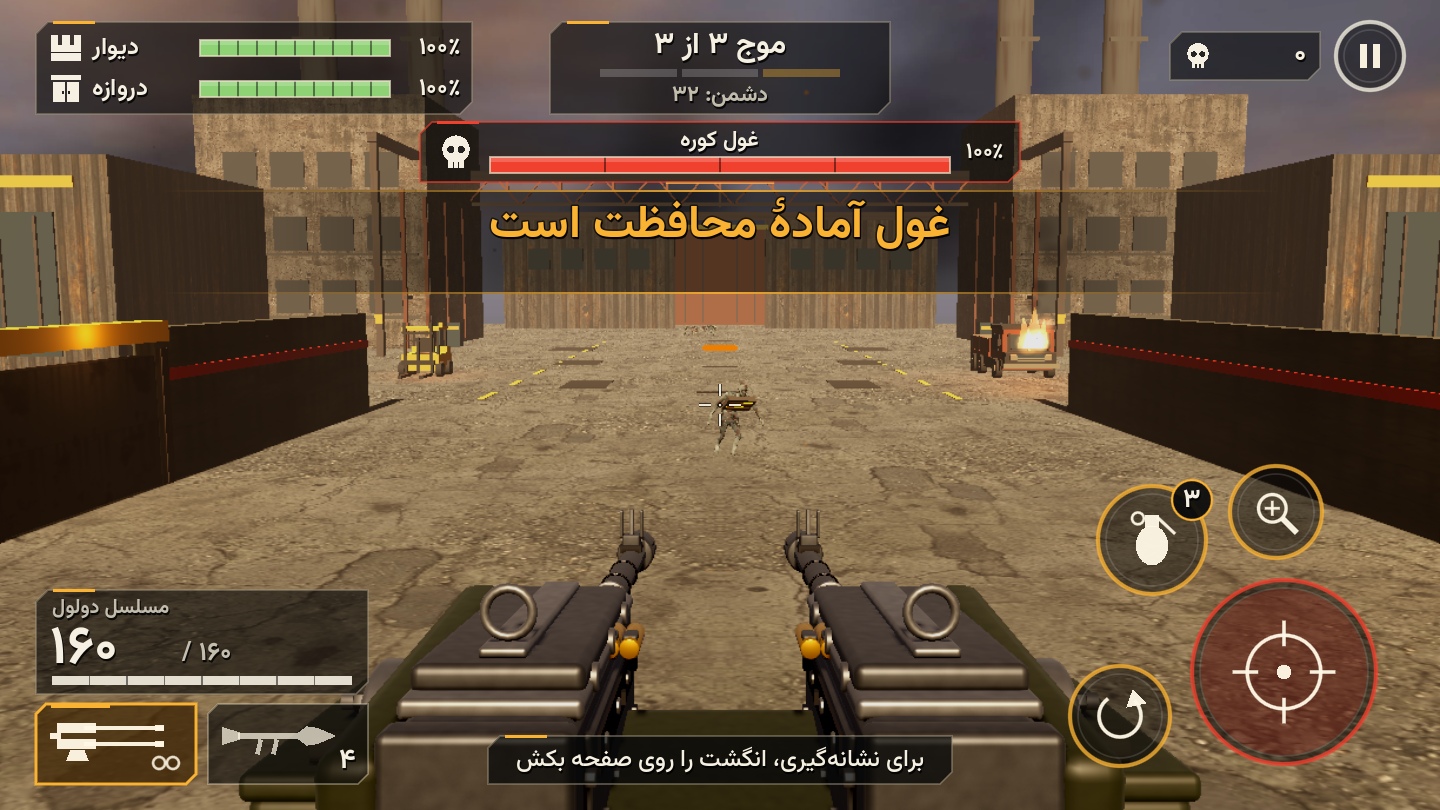 دیوار ۱۰۰٪
دروازه ۱۰۰٪
موج ۳ از ۳
دشمن: ۳۲
۰
غول کوره
۱۰۰٪
غول آمادهٔ محافظت است
۳
مسلسل دولول
۱۶۰ / ۱۶۰
∞
۴
برای نشانه‌گیری، انگشت را روی صفحه بکش